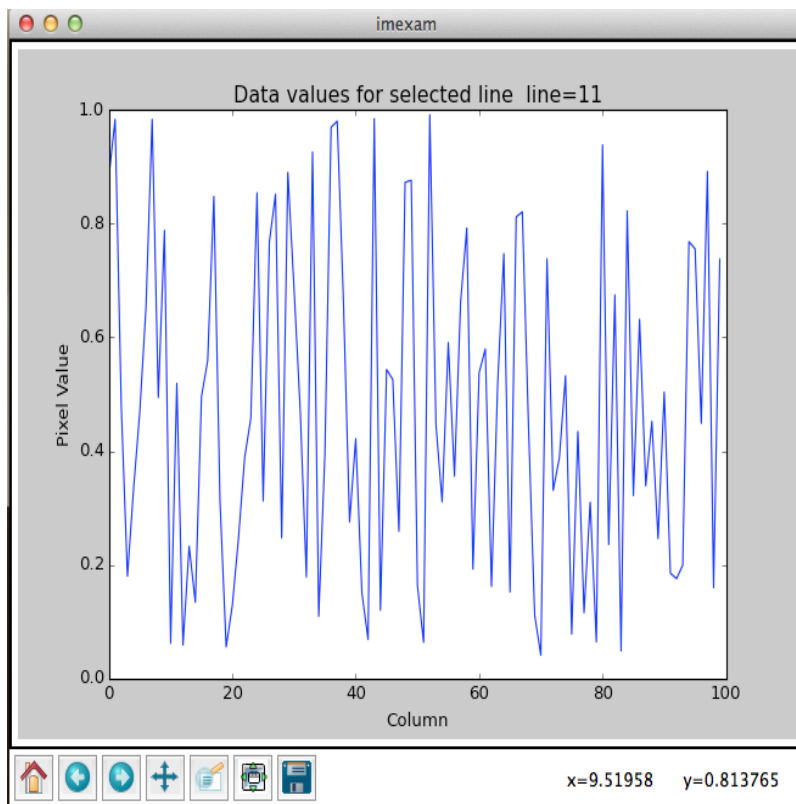 imexam
Data values for selected line line=11
1.0
0.8
0.6
0.4
0.2
0.0
Pixel Value
0 20 40 60 80 100
Column
x=9.51958 y=0.813765